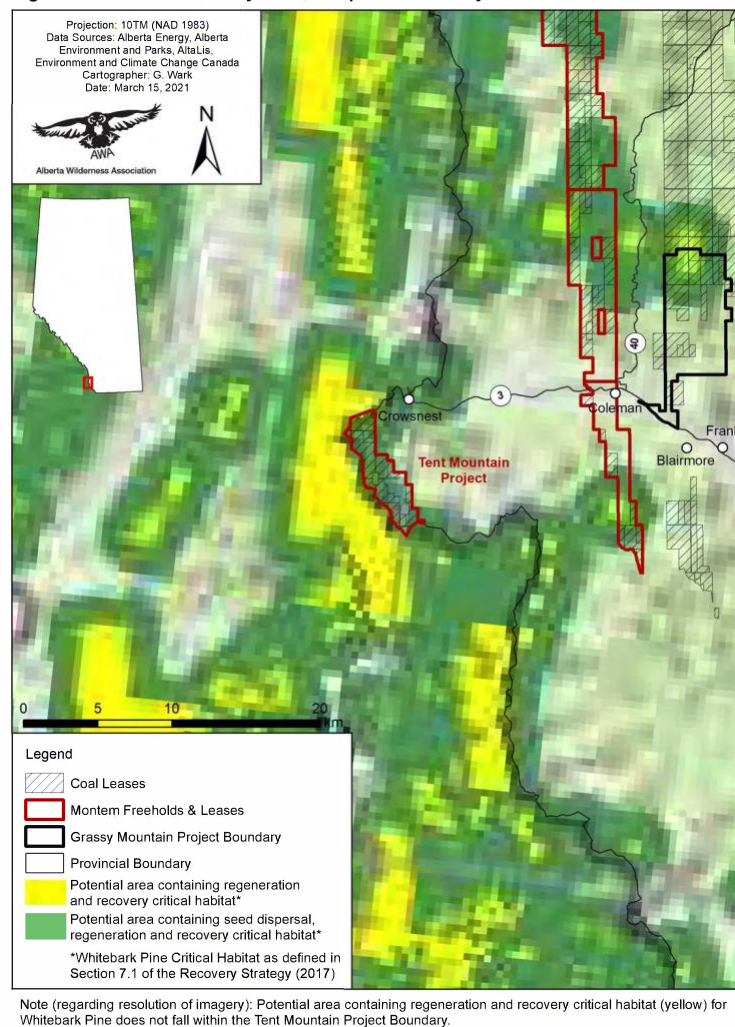 Projection: 10TM (NAD 1983)
Data Sources: Alberta Energy, Alberta
Environment and Parks, AltaLis,
Environment and Climate Change Canada
Cartographer: G. Wark
Date: March 15, 2021
N
AWA
Alberta Wilderness Association
40
3
Crowsnest
Coleman
Fran
Blairmore
Tent Mountain
Project
0 5 10 20
km
Legend
Coal Leases
Montem Freeholds & Leases
Grassy Mountain Project Boundary
Provincial Boundary
Potential area containing regeneration
and recovery critical habitat*
Potential area containing seed dispersal,
regeneration and recovery critical habitat*
*Whitebark Pine Critical Habitat as defined in
Section 7.1 of the Recovery Strategy (2017)
Note (regarding resolution of imagery): Potential area containing regeneration and recovery critical habitat (yellow) for
Whitebark Pine does not fall within the Tent Mountain Project Boundary.